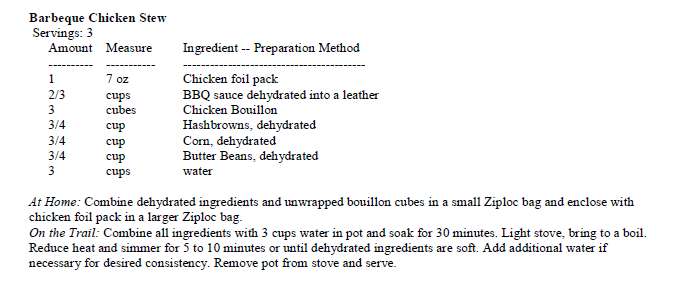 Barbeque Chicken Stew
Servings: 3
Amount Measure Ingredient -- Preparation Method
---------- ----------- -----------------------------------------
1 7 oz Chicken foil pack
2/3 cups BBQ sauce dehydrated into a leather
3 cubes Chicken Bouillon
3/4 cup Hashbrowns, dehydrated
3/4 cup Corn, dehydrated
3/4 cup Butter Beans, dehydrated
3 cups water
At Home: Combine dehydrated ingredients and unwrapped bouillon cubes in a small Ziploc bag and enclose with
chicken foil pack in a larger Ziploc bag.
On the Trail: Combine all ingredients with 3 cups water in pot and soak for 30 minutes. Light stove, bring to a boil.
Reduce heat and simmer for 5 to 10 minutes or until dehydrated ingredients are soft. Add additional water if
necessary for desired consistency. Remove pot from stove and serve.